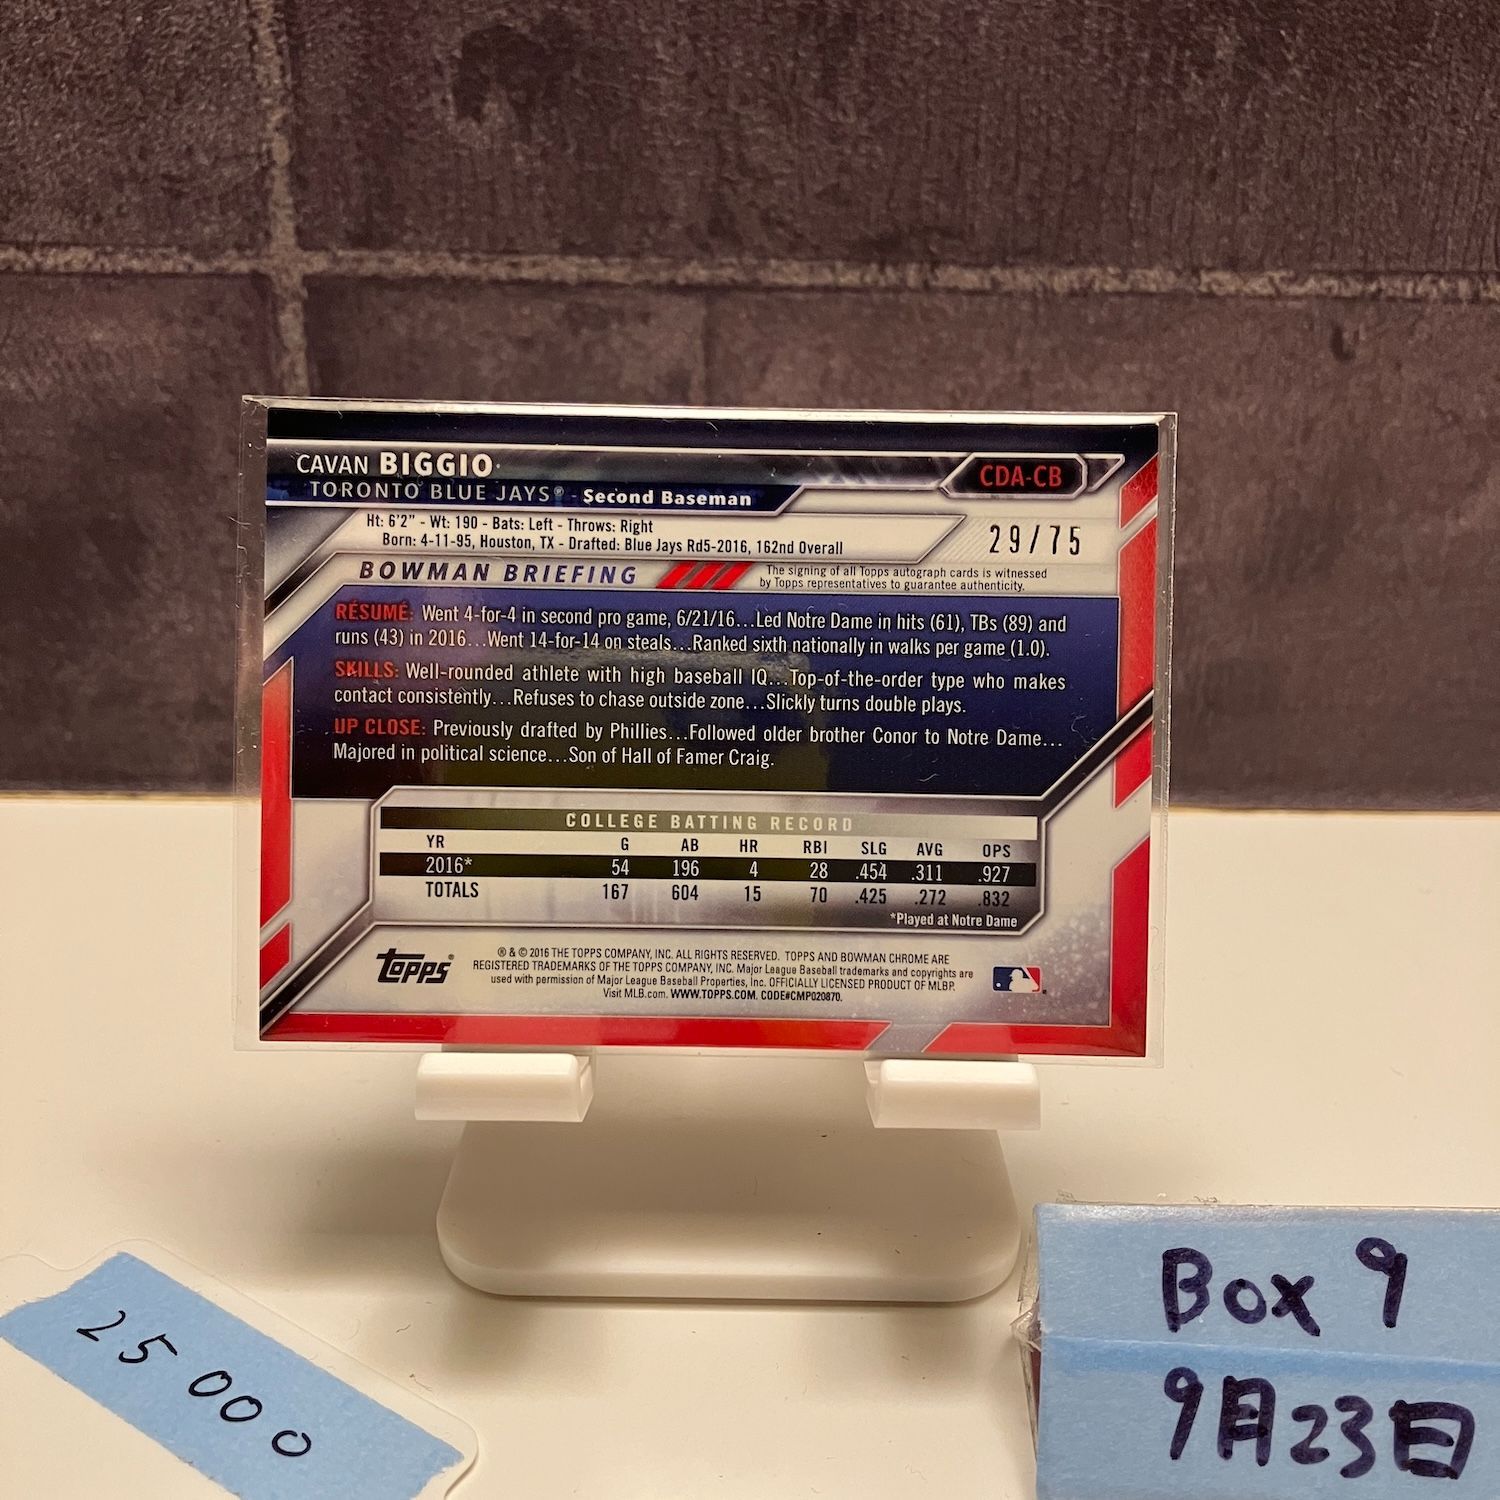 CAVAN BIGGIO
CDA-CB
TORONTO BLUE JAYS® - Second Baseman
Ht: 6'2" - Wt: 190 - Bats: Left - Throws: Right
Born: 4-11-95, Houston, TX - Drafted: Blue Jays Rd5-2016, 162nd Overall
29/75
BOWMAN BRIEFING
The signing of all Topps autograph cards is witnessed
by Topps representatives to guarantee authenticity.
RÉSUMÉ: Went 4-for-4 in second pro game, 6/21/16...Led Notre Dame in hits (61), TBs (89) and
runs (43) in 2016...Went 14-for-14 on steals...Ranked sixth nationally in walks per game (1.0).
SKILLS: Well-rounded athlete with high baseball IQ...Top-of-the-order type who makes
contact consistently...Refuses to chase outside zone...Slickly turns double plays.
UP CLOSE: Previously drafted by Phillies...Followed older brother Conor to Notre Dame...
Majored in political science...Son of Hall of Famer Craig.
COLLEGE BATTING RECORD
YR G AB HR RBI SLG AVG OPS
2016* 54 196 4 28 .454 .311 .927
TOTALS 167 604 15 70 .425 .272 .832
*Played at Notre Dame
topps®
® & © 2016 THE TOPPS COMPANY, INC. ALL RIGHTS RESERVED. TOPPS AND BOWMAN CHROME ARE
REGISTERED TRADEMARKS OF THE TOPPS COMPANY, INC. Major League Baseball trademarks and copyrights are
used with permission of Major League Baseball Properties, Inc. OFFICIALLY LICENSED PRODUCT OF MLBP.
Visit MLB.com. WWW.TOPPS.COM. CODE#CMP020870.
25000
Box 9
9月23日